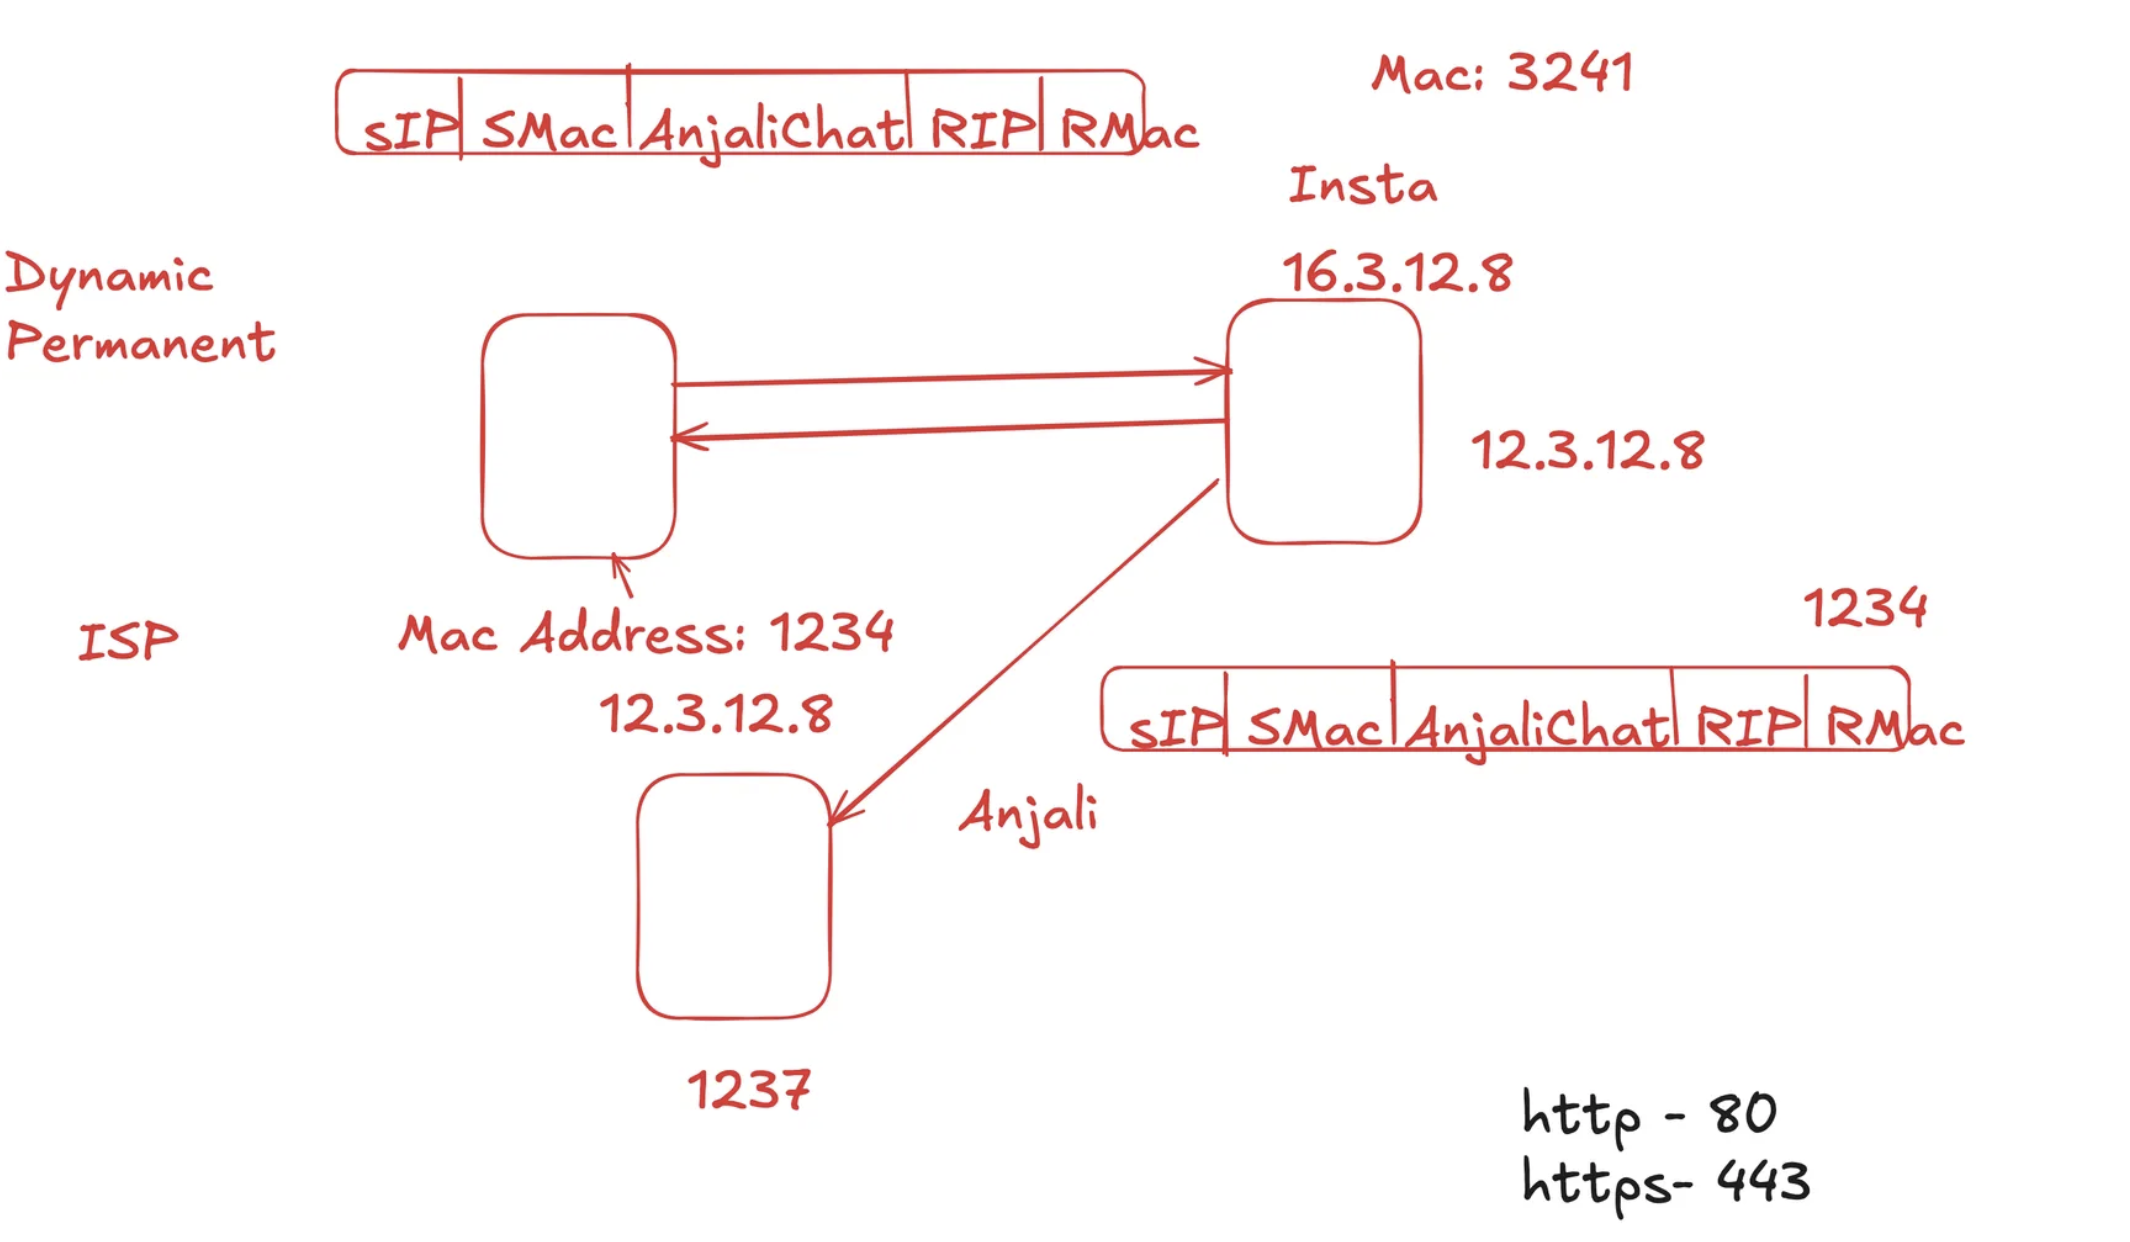 Mac: 3241
sIP SMac AnjaliChat RIP RMac
Insta
16.3.12.8
Dynamic
Permanent
12.3.12.8
ISP
Mac Address: 1234
1234
12.3.12.8
sIP SMac AnjaliChat RIP RMac
Anjali
1237
http - 80
https- 443